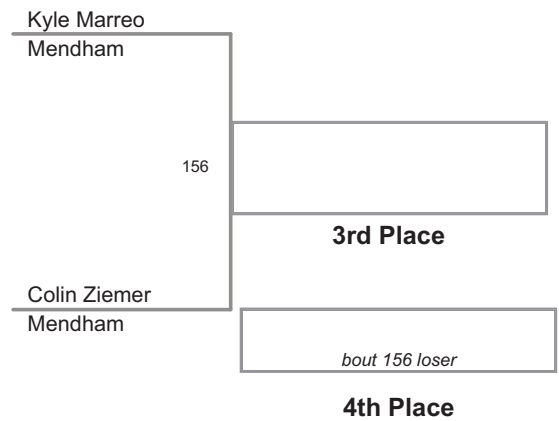 Kyle Marreo
Mendham
156
3rd Place
Colin Ziemer
Mendham
bout 156 loser
4th Place